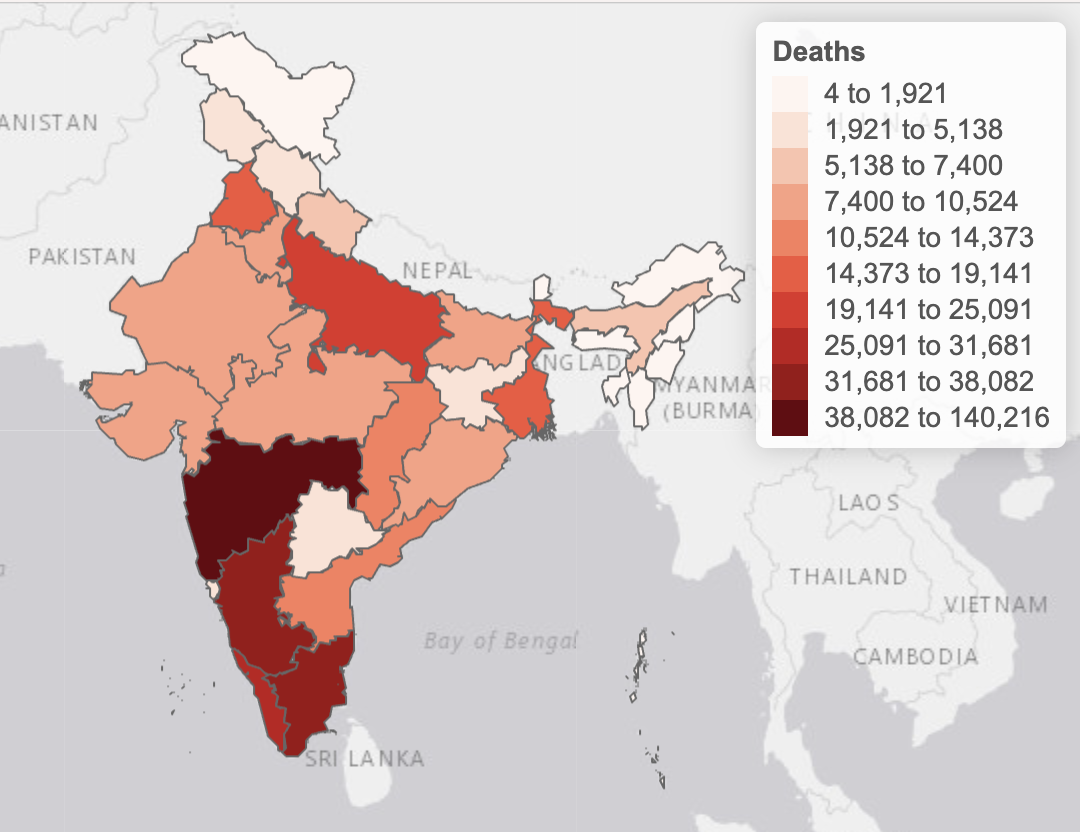 Deaths
4 to 1,921
1,921 to 5,138
5,138 to 7,400
7,400 to 10,524
10,524 to 14,373
14,373 to 19,141
19,141 to 25,091
25,091 to 31,681
31,681 to 38,082
38,082 to 140,216
ANISTAN
PAKISTAN
NEPAL
NGLAD
MYANMAR
(BURMA)
LAOS
THAILAND
VIETNAM
CAMBODIA
Bay of Bengal
SRI LANKA